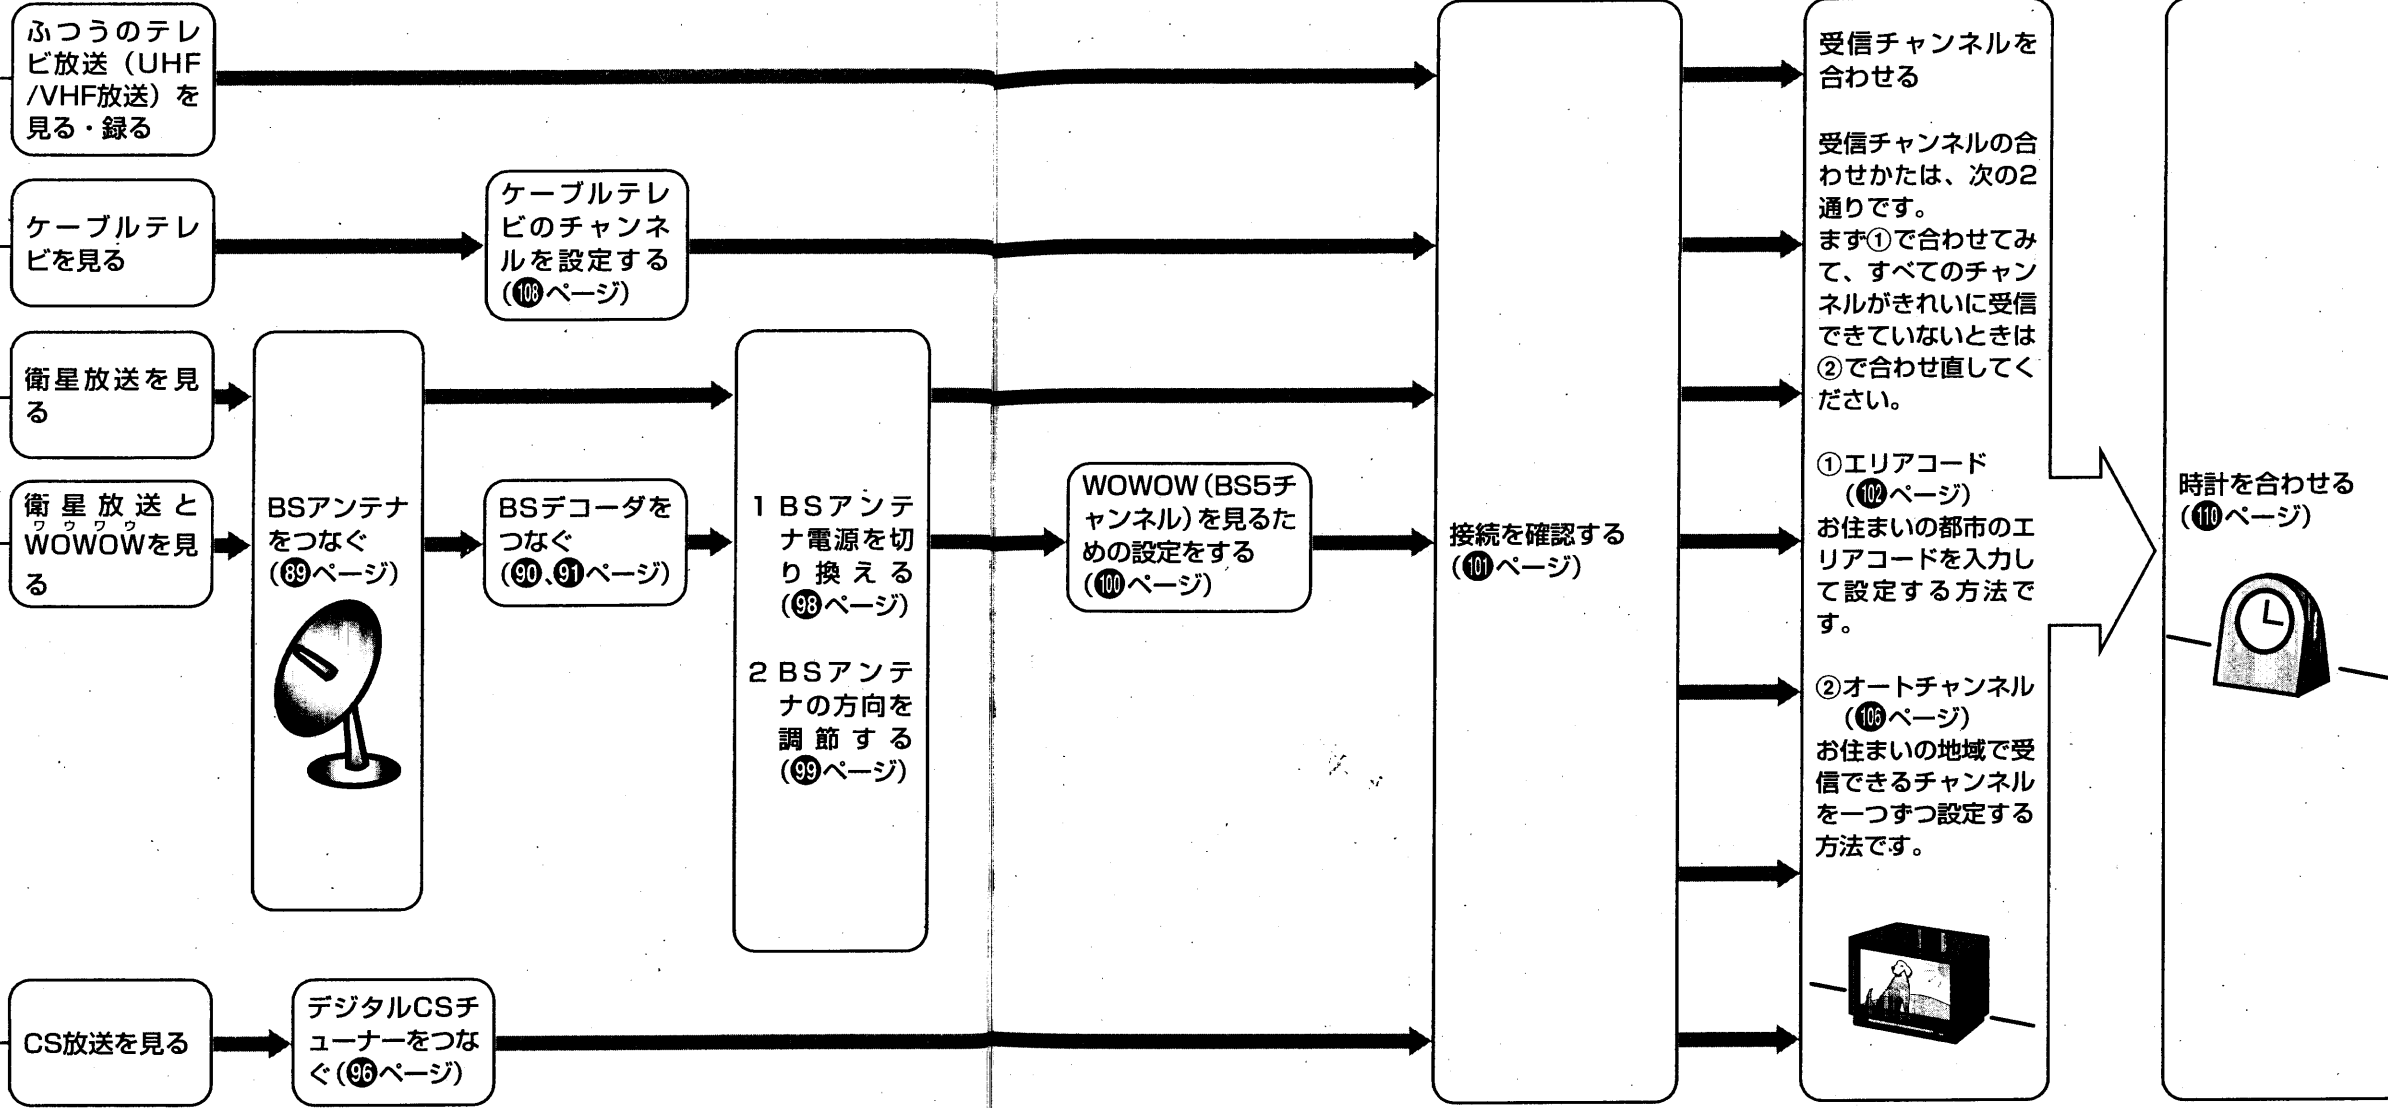 ふつうのテレ
ビ放送（UHF
/VHF放送）を
見る・録る
ケーブルテレ
ビを見る
ケーブルテレ
ビのチャンネ
ルを設定する
（108ページ）
衛星放送を見
る
衛星放送と
ワウワウ
WOWOWを見
る
BSアンテナ
をつなぐ
（89ページ）
BSデコーダを
つなぐ
（90、91ページ）
1 BSアンテ
ナ電源を切
り換える
（98ページ）
2 BSアンテ
ナの方向を
調節する
（99ページ）
WOWOW（BS5チ
ャンネル）を見るた
めの設定をする
（100ページ）
CS放送を見る
デジタルCSチ
ューナーをつな
ぐ（96ページ）
接続を確認する
（101ページ）
受信チャンネルを
合わせる
受信チャンネルの合
わせかたは、次の2
通りです。
まず①で合わせてみ
て、すべてのチャン
ネルがきれいに受信
できていないときは
②で合わせ直してく
ださい。
①エリアコード
（102ページ）
お住まいの都市のエ
リアコードを入力し
て設定する方法で
す。
②オートチャンネル
（106ページ）
お住まいの地域で受
信できるチャンネル
を一つずつ設定する
方法です。
時計を合わせる
（110ページ）